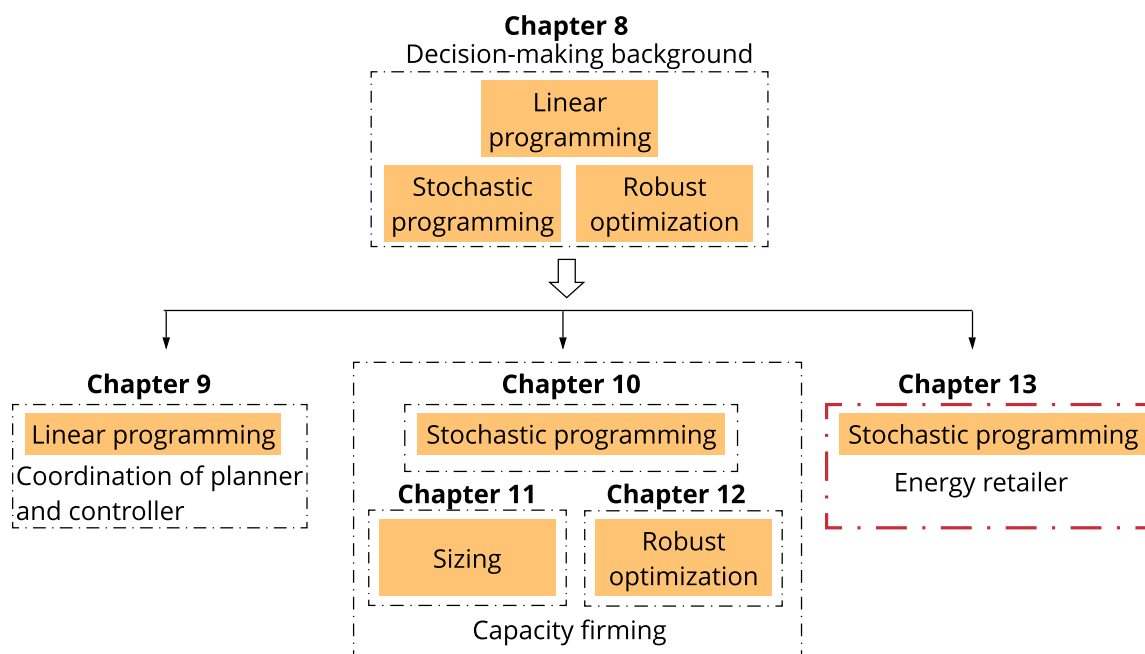 Chapter 8
Decision-making background
Linear
programming
Stochastic
programming
Robust
optimization
Chapter 9
Linear programming
Coordination of planner
and controller
Chapter 10
Stochastic programming
Chapter 11
Sizing
Chapter 12
Robust
optimization
Capacity firming
Chapter 13
Stochastic programming
Energy retailer